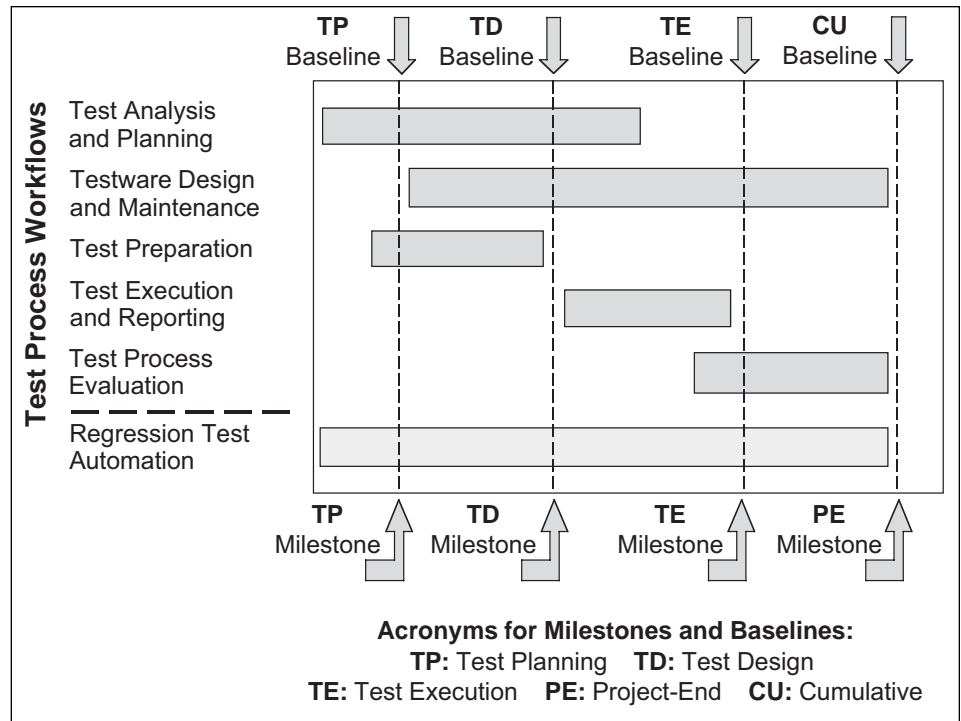 TP TD TE CU
Baseline Baseline Baseline Baseline
Test Process Workflows
Test Analysis
and Planning
Testware Design
and Maintenance
Test Preparation
Test Execution
and Reporting
Test Process
Evaluation
Regression Test
Automation
TP TD TE PE
Milestone Milestone Milestone Milestone
Acronyms for Milestones and Baselines:
TP: Test Planning TD: Test Design
TE: Test Execution PE: Project-End CU: Cumulative